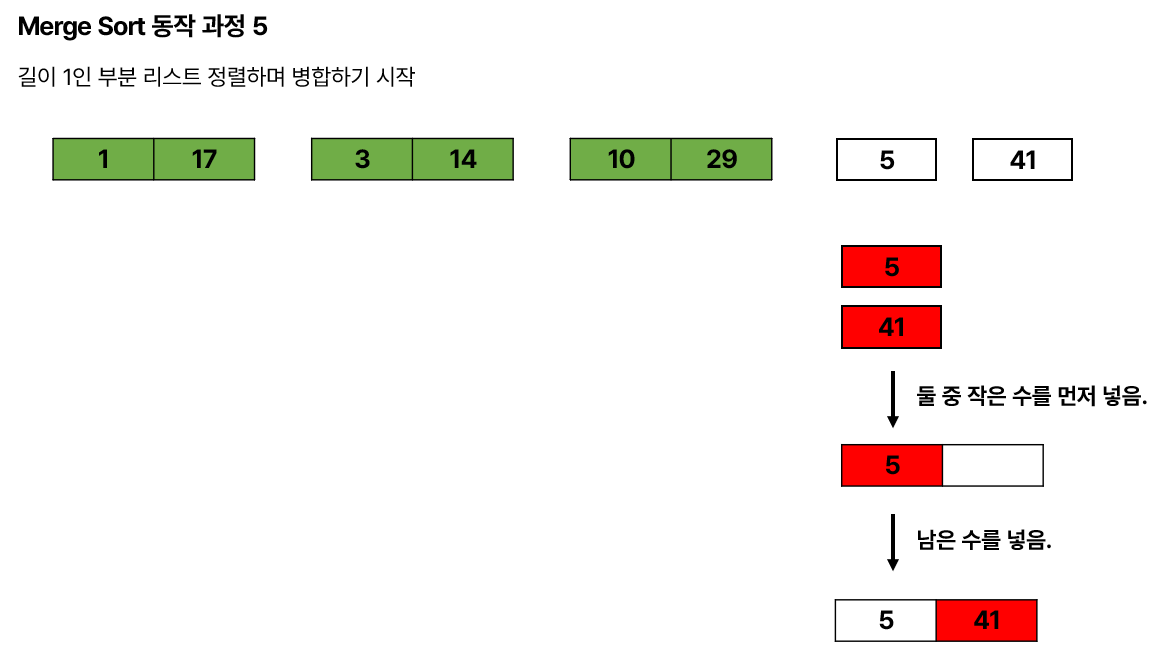 Merge Sort 동작 과정 5
길이 1인 부분 리스트 정렬하며 병합하기 시작
1 17 3 14 10 29 5 41
5
41
둘 중 작은 수를 먼저 넣음.
5
남은 수를 넣음.
5 41